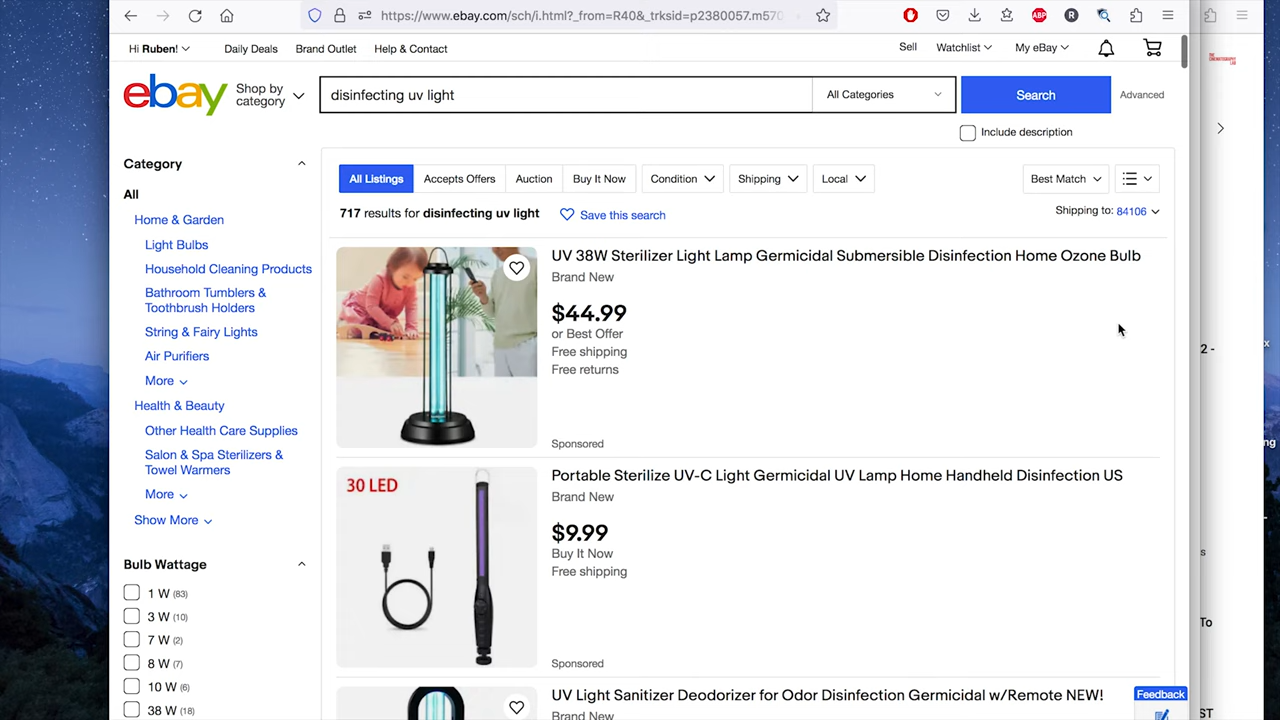 https://www.ebay.com/sch/i.html?_from=R40&_trksid=p2380057.m570
ABP
R
Hi Ruben!
Daily Deals
Brand Outlet
Help & Contact
Sell
Watchlist
My eBay
ebay
Shop by
category
disinfecting uv light
All Categories
Search
Advanced
Include description
Category
All
Home & Garden
Light Bulbs
Household Cleaning Products
Bathroom Tumblers &
Toothbrush Holders
String & Fairy Lights
Air Purifiers
More
Health & Beauty
Other Health Care Supplies
Salon & Spa Sterilizers &
Towel Warmers
More
Show More
Bulb Wattage
1 W (83)
3 W (10)
7 W (2)
8 W (7)
10 W (6)
38 W (18)
All Listings
Accepts Offers
Auction
Buy It Now
Condition
Shipping
Local
Best Match
717 results for disinfecting uv light
Save this search
Shipping to: 84106
UV 38W Sterilizer Light Lamp Germicidal Submersible Disinfection Home Ozone Bulb
Brand New
$44.99
or Best Offer
Free shipping
Free returns
Sponsored
30 LED
Portable Sterilize UV-C Light Germicidal UV Lamp Home Handheld Disinfection US
Brand New
$9.99
Buy It Now
Free shipping
Sponsored
UV Light Sanitizer Deodorizer for Odor Disinfection Germicidal w/Remote NEW!
Brand New
Feedback
2 -
x
ng
s
To
ST